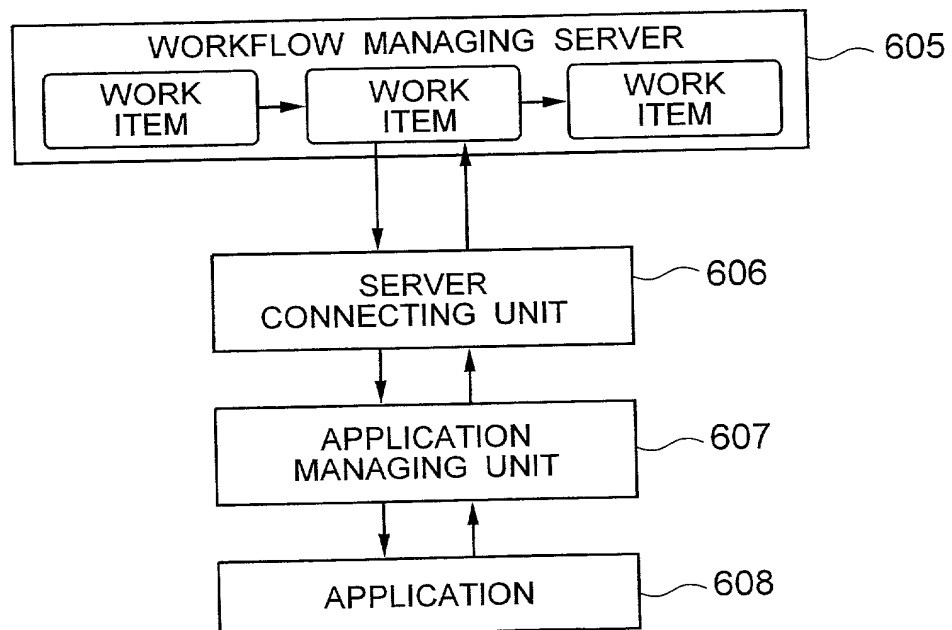 WORKFLOW MANAGING SERVER
605
WORK
ITEM
WORK
ITEM
WORK
ITEM
SERVER
CONNECTING UNIT
606
APPLICATION
MANAGING UNIT
607
APPLICATION
608